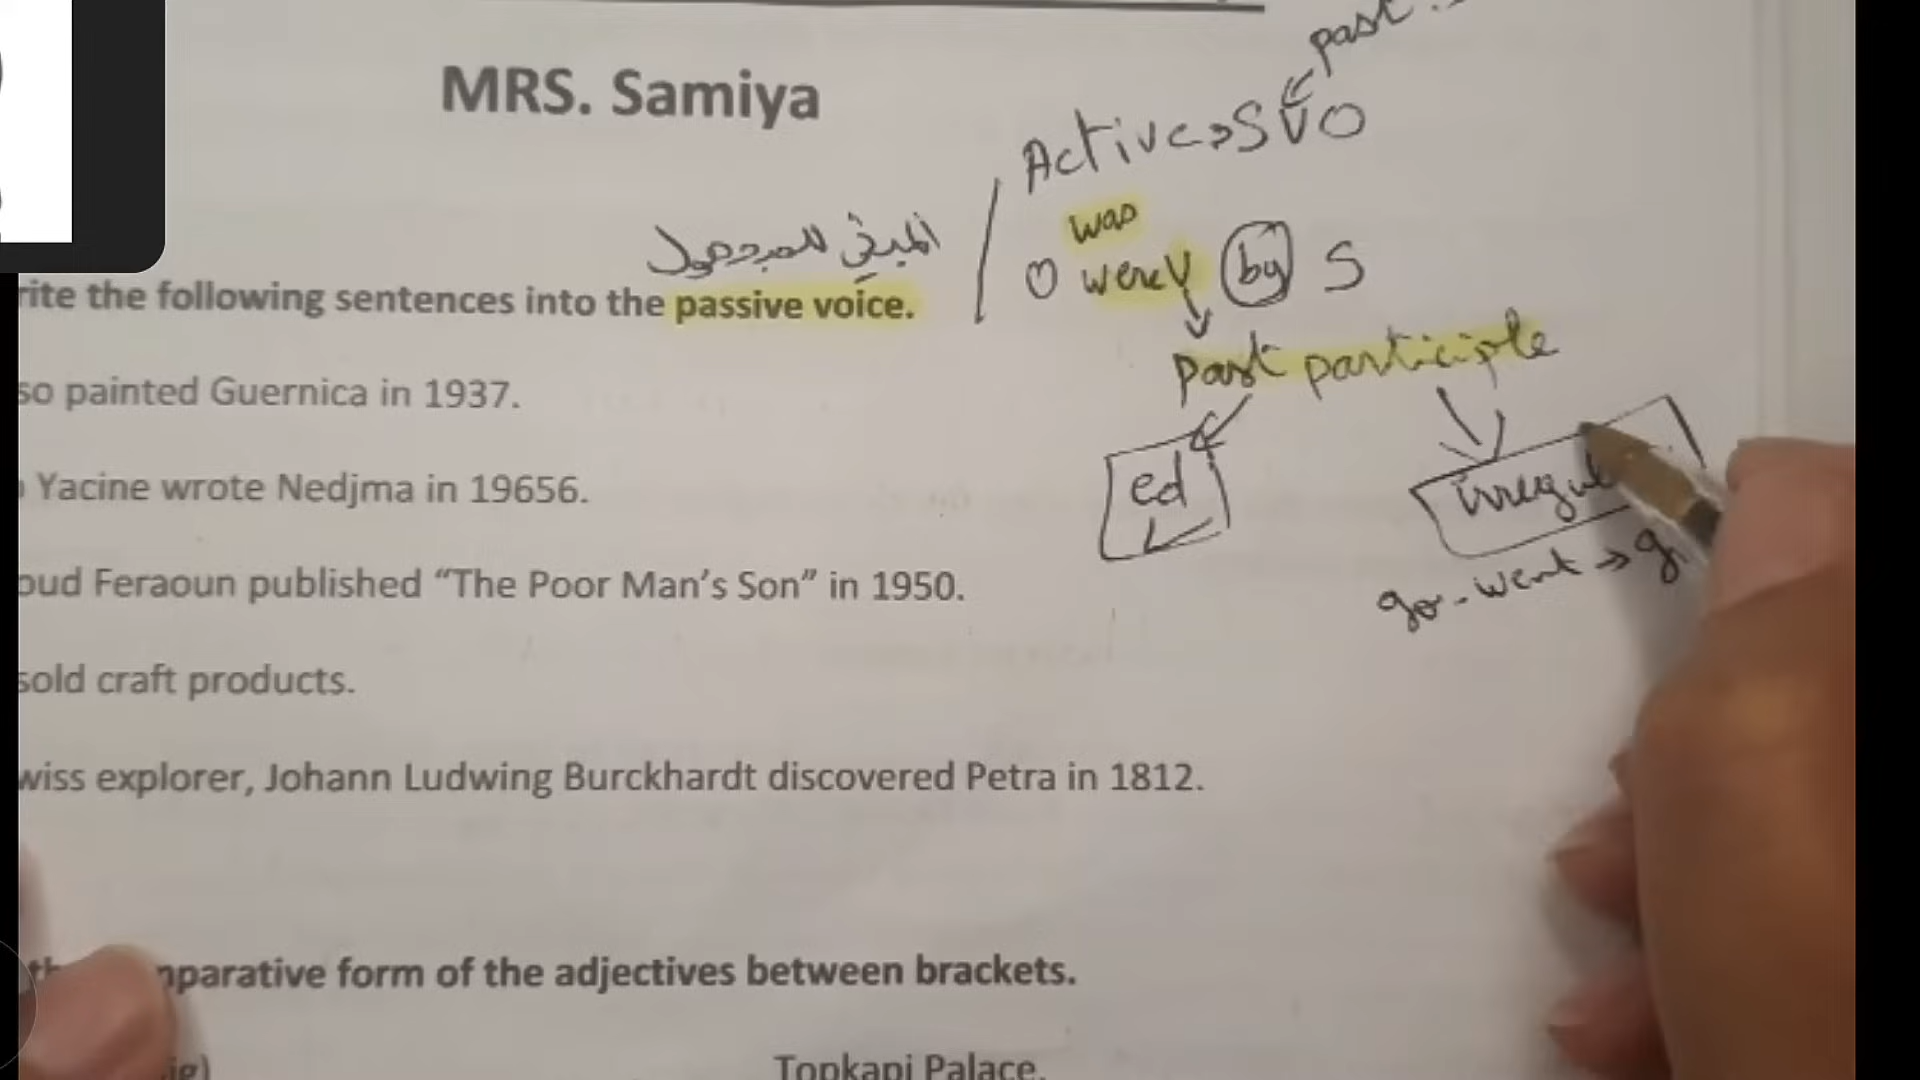 past
MRS. Samiya
Active → SVO
was
المبني للمجهول
O were V by S
rite the following sentences into the passive voice.
Past participle
so painted Guernica in 1937.
ed
irregul
Yacine wrote Nedjma in 19656.
go - went → g
oud Feraoun published “The Poor Man’s Son” in 1950.
sold craft products.
wiss explorer, Johann Ludwing Burckhardt discovered Petra in 1812.
mparative form of the adjectives between brackets.
ig)
Topkapi Palace.